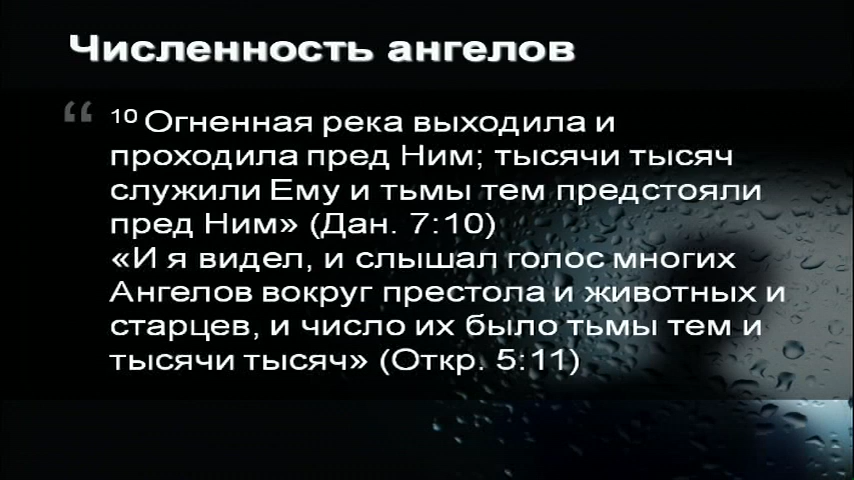 Численность ангелов
“ 10 Огненная река выходила и
проходила пред Ним; тысячи тысяч
служили Ему и тьмы тем предстояли
пред Ним» (Дан. 7:10)
«И я видел, и слышал голос многих
Ангелов вокруг престола и животных и
старцев, и число их было тьмы тем и
тысячи тысяч» (Откр. 5:11)